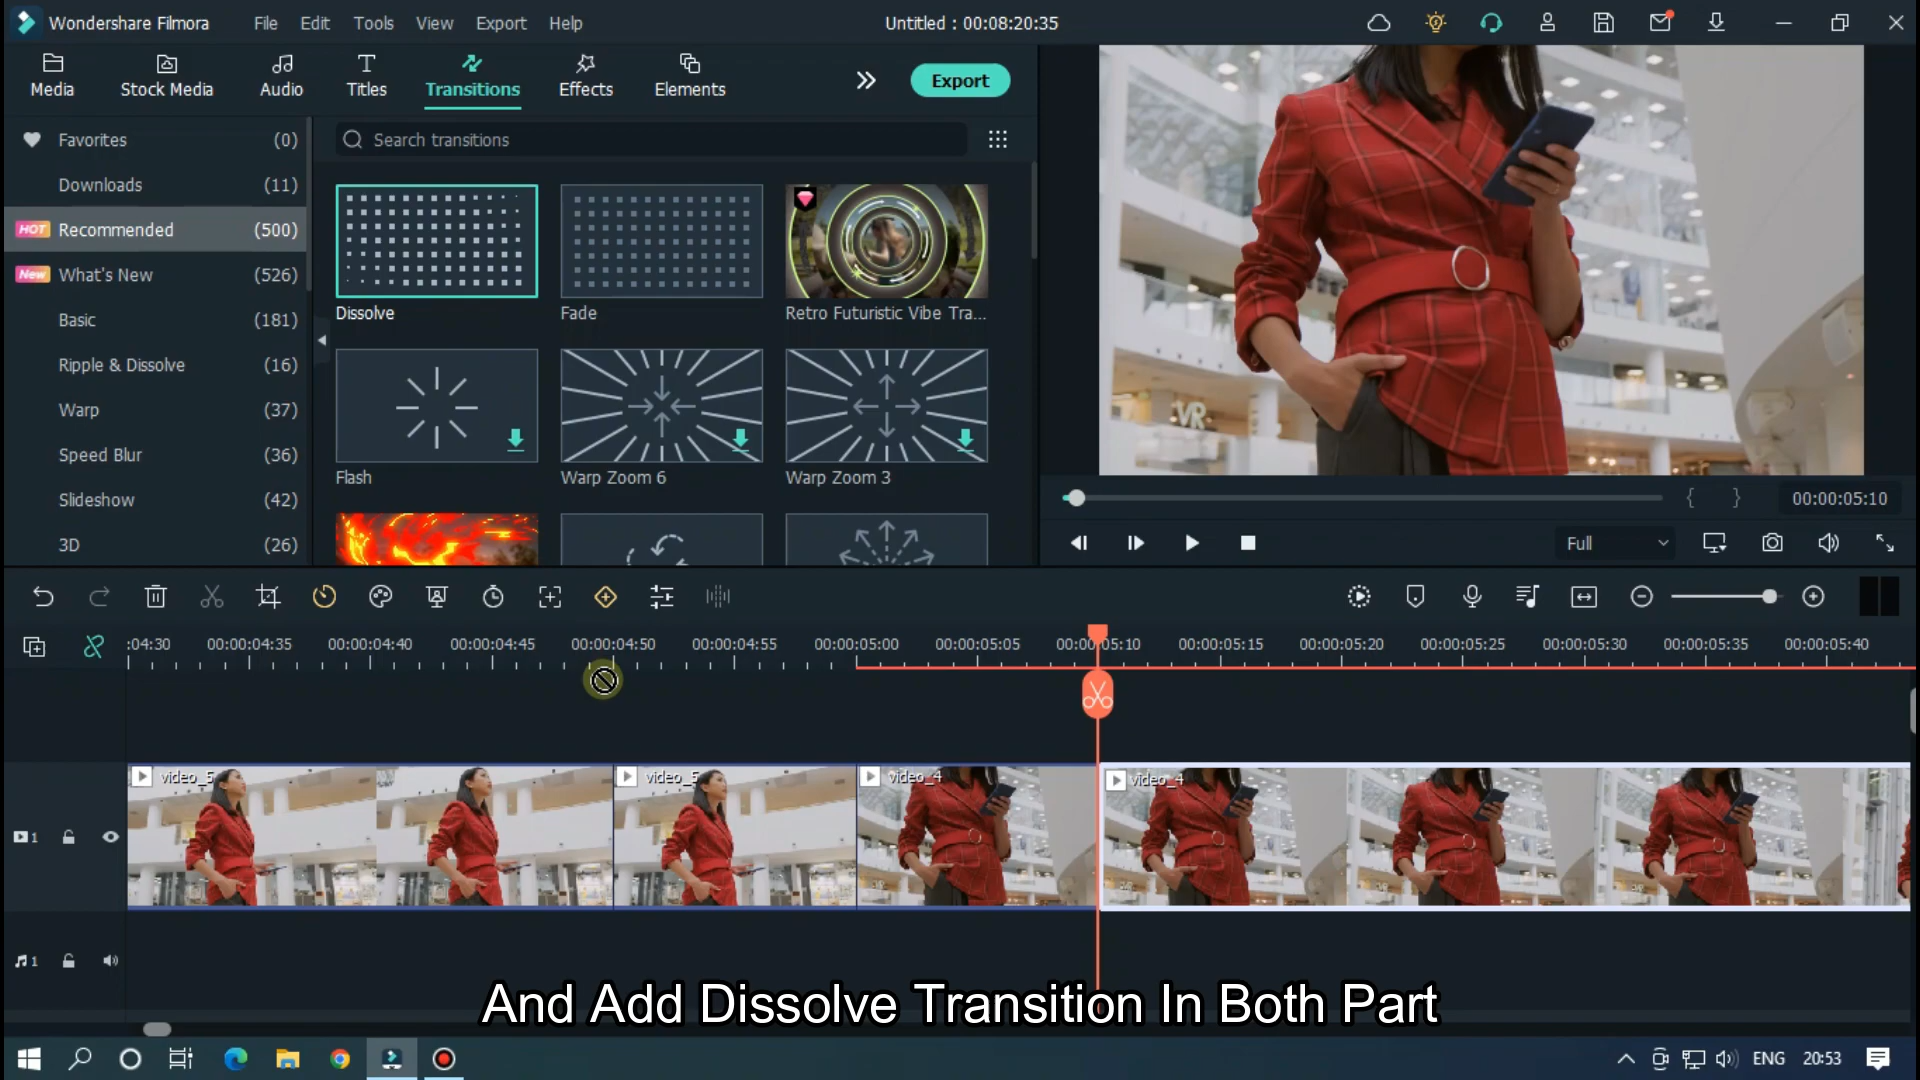 Wondershare Filmora File Edit Tools View Export Help Untitled : 00:08:20:35
Media Stock Media Audio Titles Transitions Effects Elements Export
Favorites (0)
Downloads (11)
HOT Recommended (500)
New What's New (526)
Basic (181)
Ripple & Dissolve (16)
Warp (37)
Speed Blur (36)
Slideshow (42)
3D (26)
Search transitions
Dissolve Fade Retro Futuristic Vibe Tra...
Flash Warp Zoom 6 Warp Zoom 3
VR
{ } 00:00:05:10
Full
:04:30 00:00:04:35 00:00:04:40 00:00:04:45 00:00:04:50 00:00:04:55 00:00:05:00 00:00:05:05 00:00:05:10 00:00:05:15 00:00:05:20 00:00:05:25 00:00:05:30 00:00:05:35 00:00:05:40
video_5 video_5 video_4 video_4
1
1
And Add Dissolve Transition In Both Part
ENG 20:53